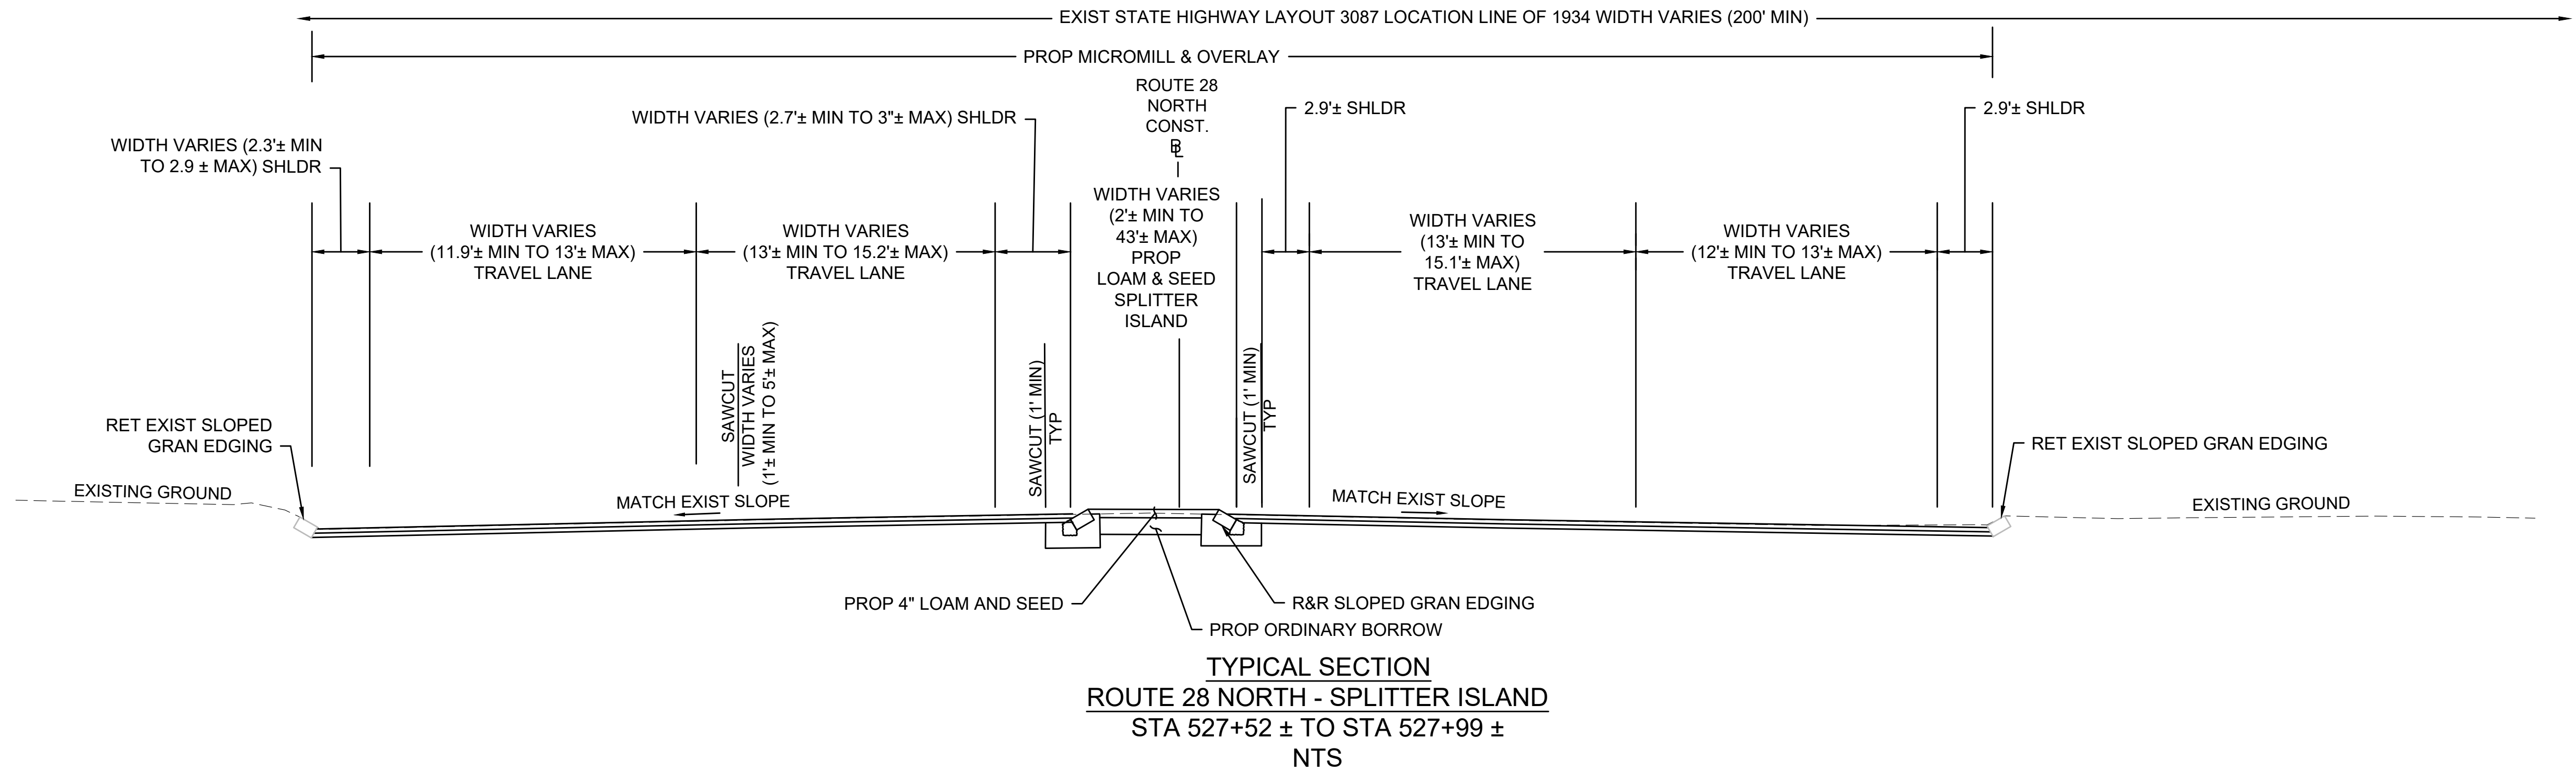 EXIST STATE HIGHWAY LAYOUT 3087 LOCATION LINE OF 1934 WIDTH VARIES (200' MIN)
PROP MICROMILL & OVERLAY
ROUTE 28
NORTH
CONST.
BL
WIDTH VARIES (2.3'± MIN
TO 2.9 ± MAX) SHLDR
WIDTH VARIES (2.7'± MIN TO 3"± MAX) SHLDR
2.9'± SHLDR
2.9'± SHLDR
WIDTH VARIES
(11.9'± MIN TO 13'± MAX)
TRAVEL LANE
WIDTH VARIES
(13'± MIN TO 15.2'± MAX)
TRAVEL LANE
WIDTH VARIES
(2'± MIN TO
43'± MAX)
PROP
LOAM & SEED
SPLITTER
ISLAND
WIDTH VARIES
(13'± MIN TO
15.1'± MAX)
TRAVEL LANE
WIDTH VARIES
(12'± MIN TO 13'± MAX)
TRAVEL LANE
SAWCUT
WIDTH VARIES
(1'± MIN TO 5'± MAX)
SAWCUT (1' MIN)
TYP
SAWCUT (1' MIN)
TYP
RET EXIST SLOPED
GRAN EDGING
RET EXIST SLOPED GRAN EDGING
EXISTING GROUND
MATCH EXIST SLOPE
MATCH EXIST SLOPE
EXISTING GROUND
PROP 4" LOAM AND SEED
R&R SLOPED GRAN EDGING
PROP ORDINARY BORROW
TYPICAL SECTION
ROUTE 28 NORTH - SPLITTER ISLAND
STA 527+52 ± TO STA 527+99 ±
NTS